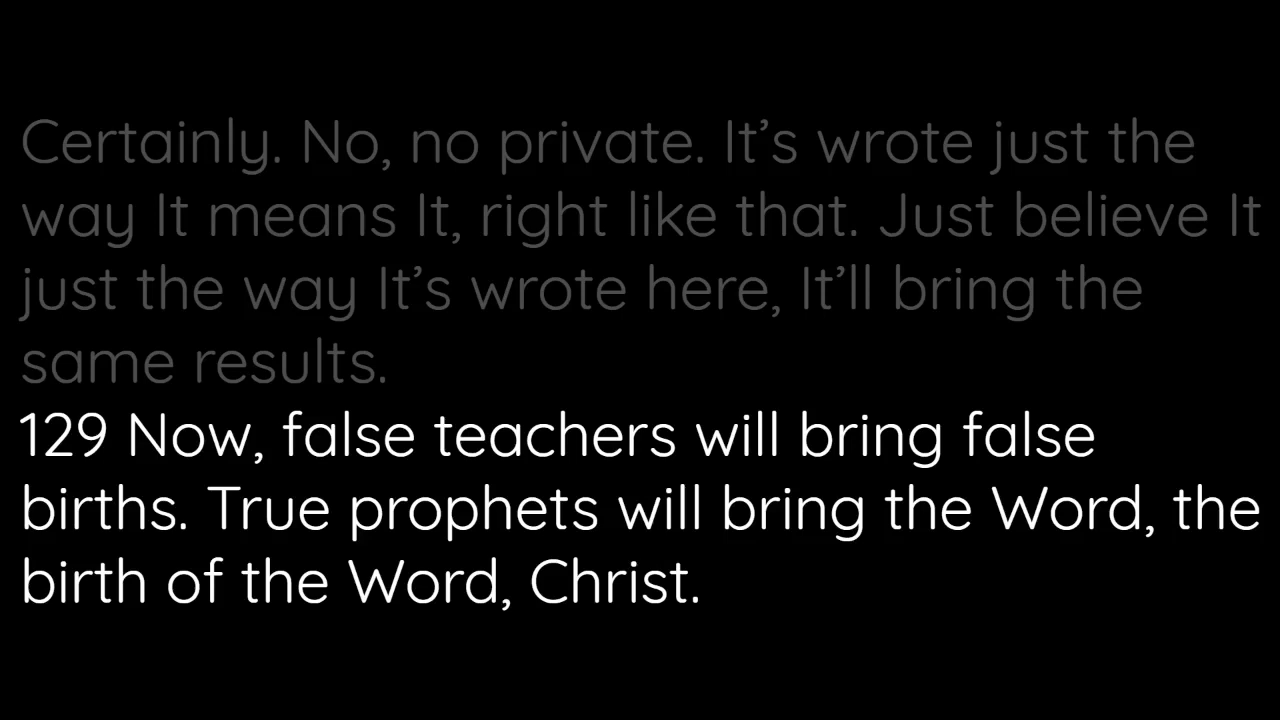 Certainly. No, no private. It’s wrote just the
way It means It, right like that. Just believe It
just the way It’s wrote here, It’ll bring the
same results.
129 Now, false teachers will bring false
births. True prophets will bring the Word, the
birth of the Word, Christ.